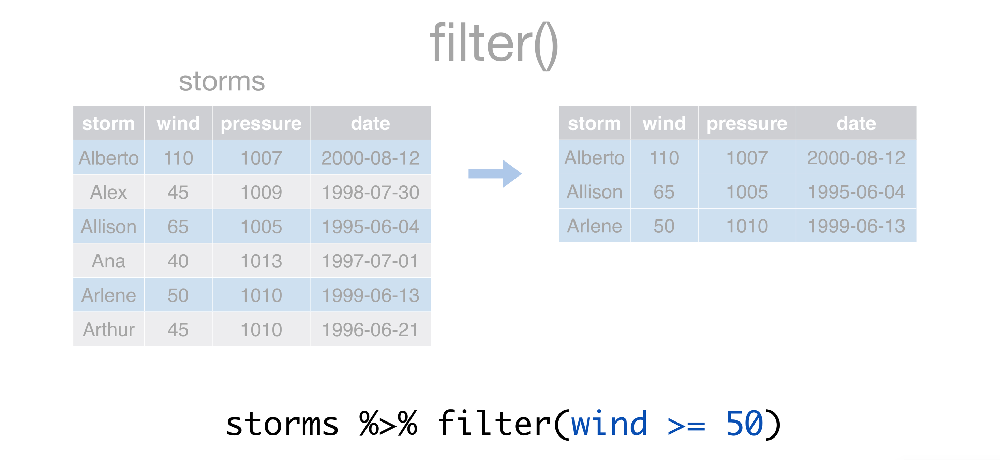 filter()
storms
storm wind pressure date
Alberto 110 1007 2000-08-12
Alex 45 1009 1998-07-30
Allison 65 1005 1995-06-04
Ana 40 1013 1997-07-01
Arlene 50 1010 1999-06-13
Arthur 45 1010 1996-06-21
storm wind pressure date
Alberto 110 1007 2000-08-12
Allison 65 1005 1995-06-04
Arlene 50 1010 1999-06-13
storms %>% filter(wind >= 50)